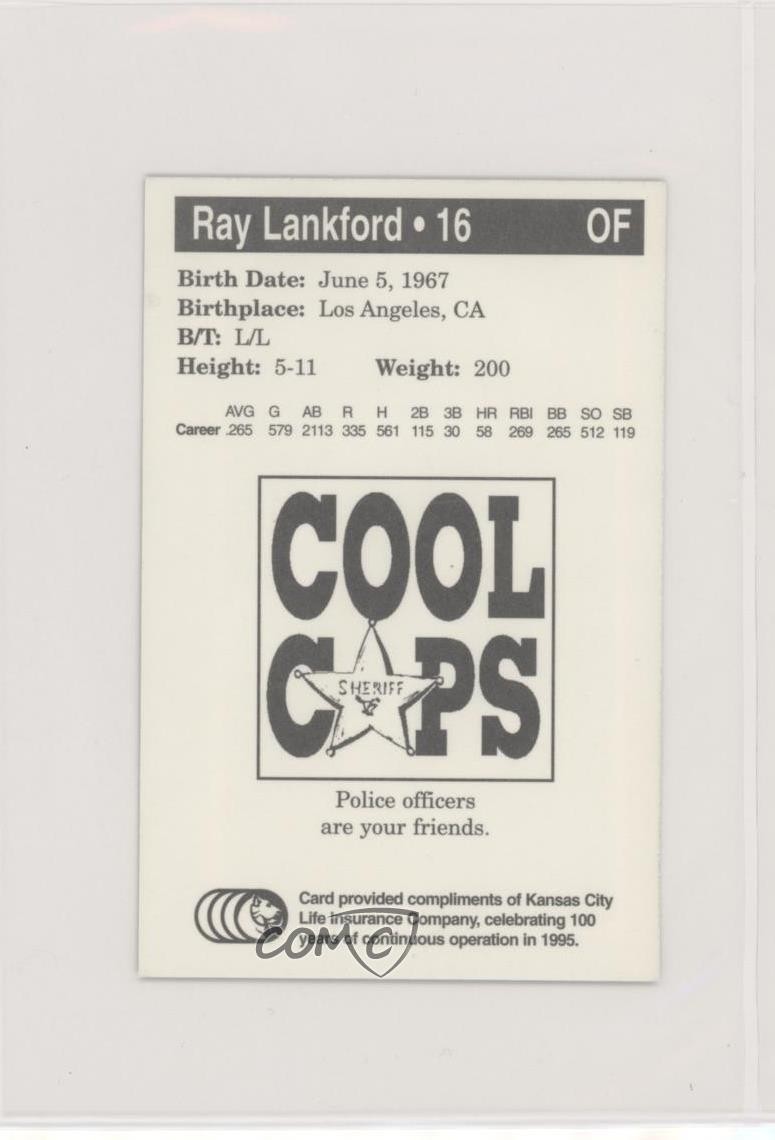 Ray Lankford • 16 OF
Birth Date: June 5, 1967
Birthplace: Los Angeles, CA
B/T: L/L
Height: 5-11 Weight: 200
AVG G AB R H 2B 3B HR RBI BB SO SB
Career .265 579 2113 335 561 115 30 58 269 265 512 119
COOL
COPS
SHERIFF
Police officers
are your friends.
Card provided compliments of Kansas City
Life Insurance Company, celebrating 100
years of continuous operation in 1995.
COMC